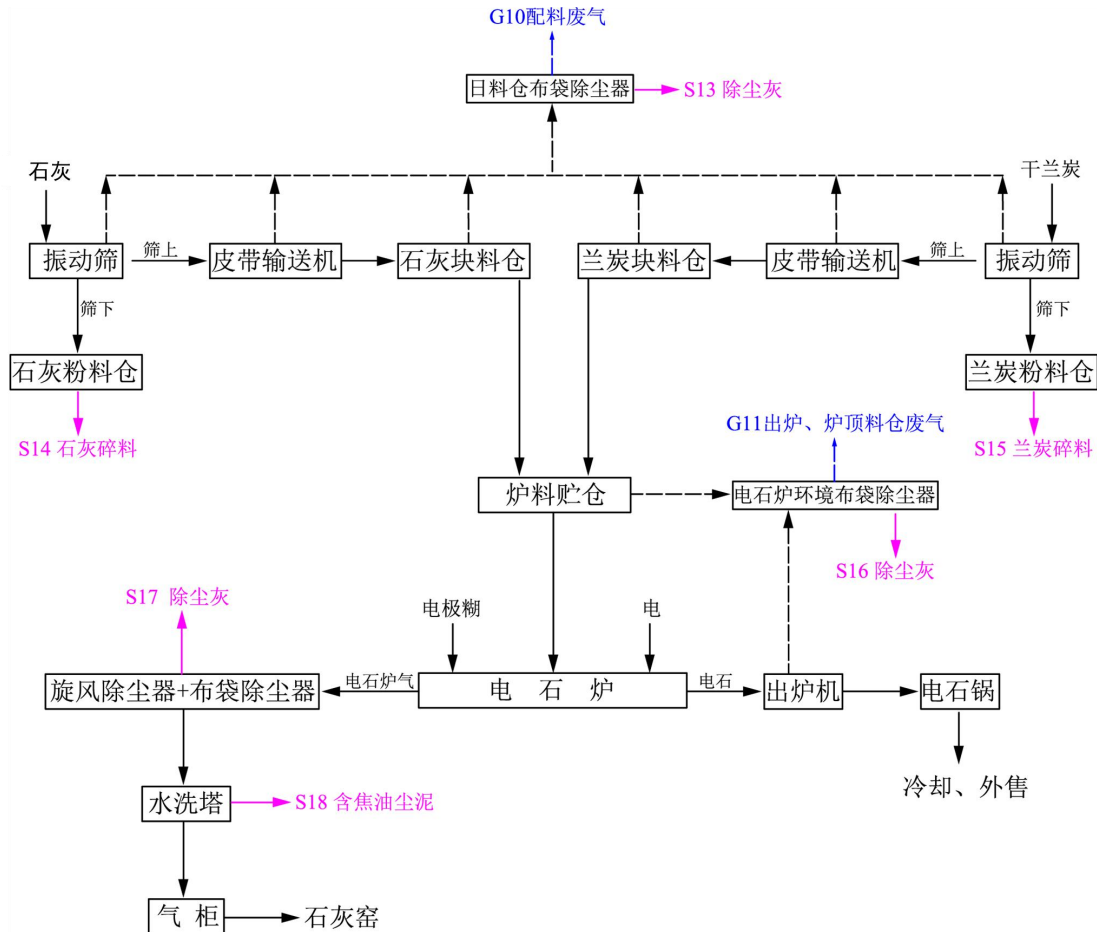 G10配料废气
日料仓布袋除尘器
S13 除尘灰
石灰
干兰炭
振动筛
筛上
皮带输送机
石灰块料仓
兰炭块料仓
皮带输送机
筛上
振动筛
筛下
筛下
石灰粉料仓
兰炭粉料仓
S14 石灰碎料
G11出炉、炉顶料仓废气
S15 兰炭碎料
炉料贮仓
电石炉环境布袋除尘器
S16 除尘灰
S17 除尘灰
电极糊
电
旋风除尘器+布袋除尘器
电石炉气
电 石 炉
电石
出炉机
电石锅
冷却、外售
水洗塔
S18 含焦油尘泥
气 柜
石灰窑